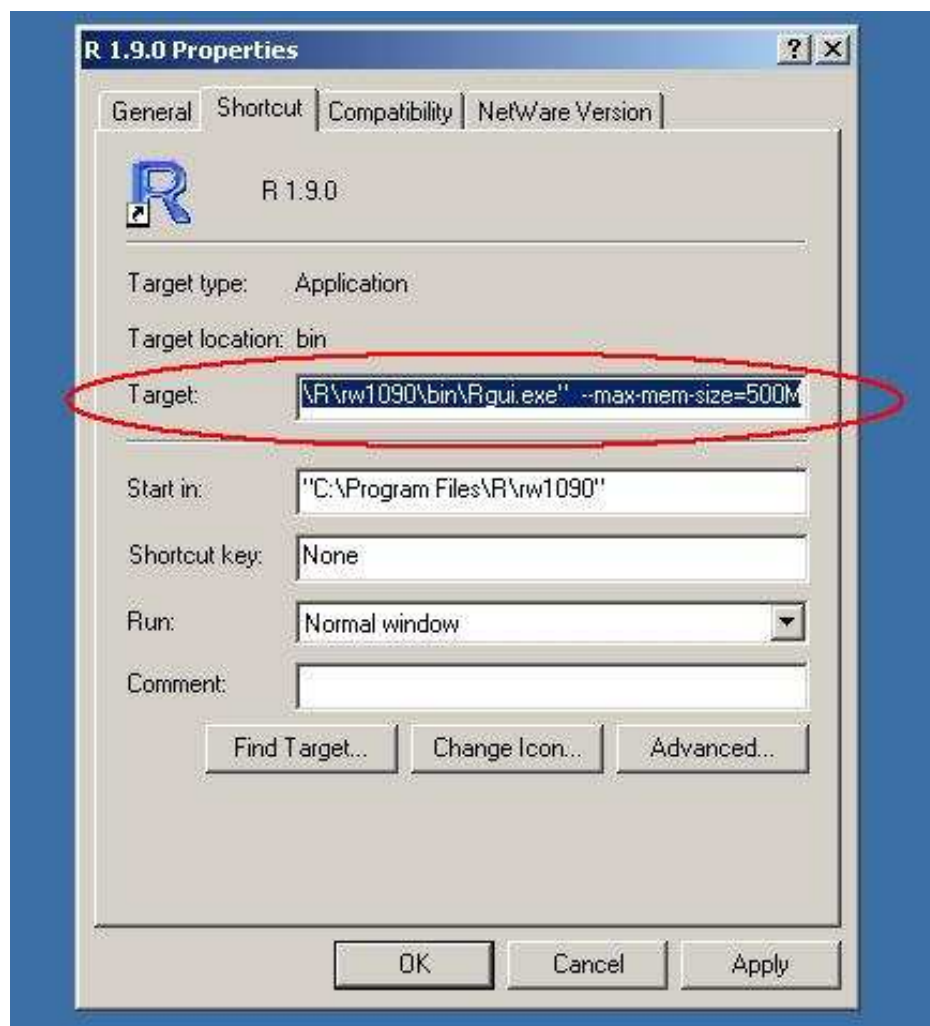 R 1.9.0 Properties
General Shortcut Compatibility NetWare Version
R 1.9.0
Target type: Application
Target location: bin
Target: \R\rw1090\bin\Rgui.exe" --max-mem-size=500M
Start in: "C:\Program Files\R\rw1090"
Shortcut key: None
Run: Normal window
Comment:
Find Target... Change Icon... Advanced...
OK Cancel Apply